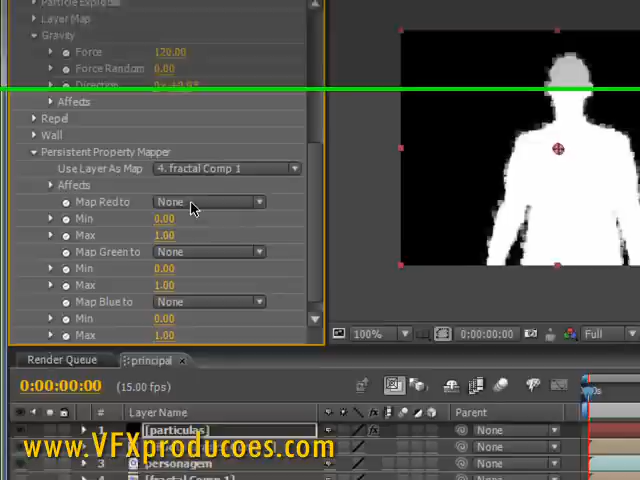 Particle Exploder
Layer Map
Gravity
Force 120.00
Force Random 0.00
Direction
Affects
Repel
Wall
Persistent Property Mapper
Use Layer As Map 4. fractal Comp 1
Affects
Map Red to None
Min 0.00
Max 1.00
Map Green to None
Min 0.00
Max 1.00
Map Blue to None
Min 0.00
Max 1.00
100% 0:00:00:00 Full
Render Queue principal
0:00:00:00 (15.00 fps)
# Layer Name Parent
1 [particulas] None
None
www.VFXproducoes.com
3 personagem None
[fractal Comp 1] None